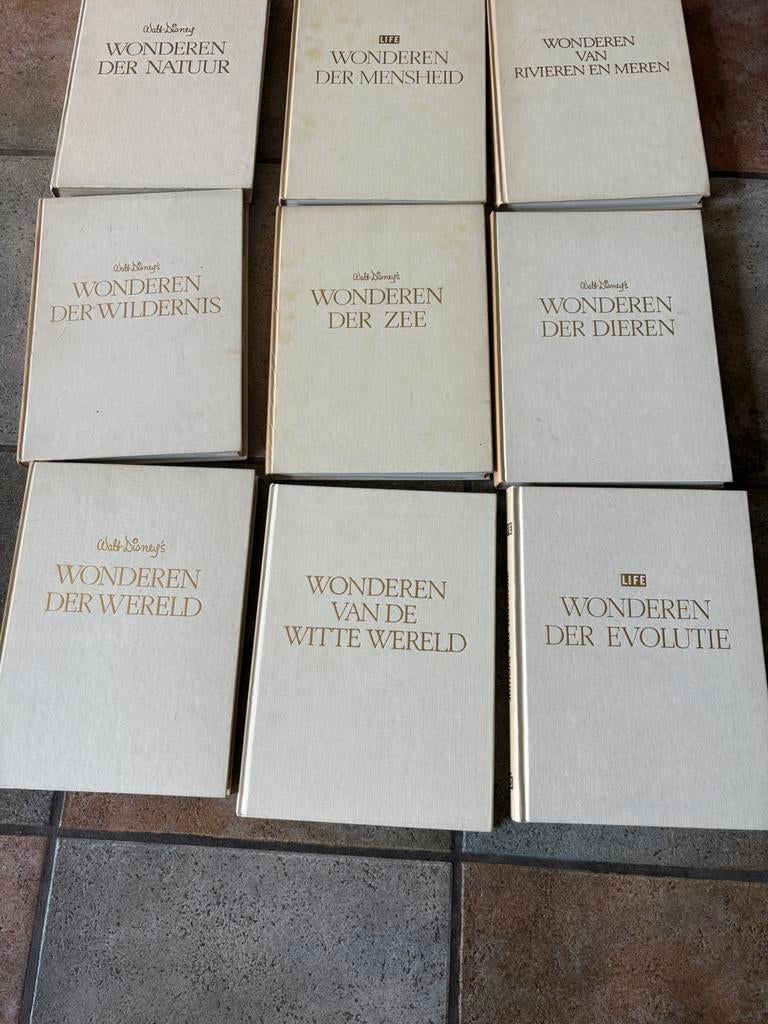 Walt Disney
WONDEREN
DER NATUUR
LIFE
WONDEREN
DER MENSHEID
WONDEREN
VAN
RIVIEREN EN MEREN
Walt Disney's
WONDEREN
DER WILDERNIS
Walt Disney's
WONDEREN
DER ZEE
Walt Disney's
WONDEREN
DER DIEREN
Walt Disney's
WONDEREN
DER WERELD
WONDEREN
VAN DE
WITTE WERELD
LIFE
WONDEREN
DER EVOLUTIE